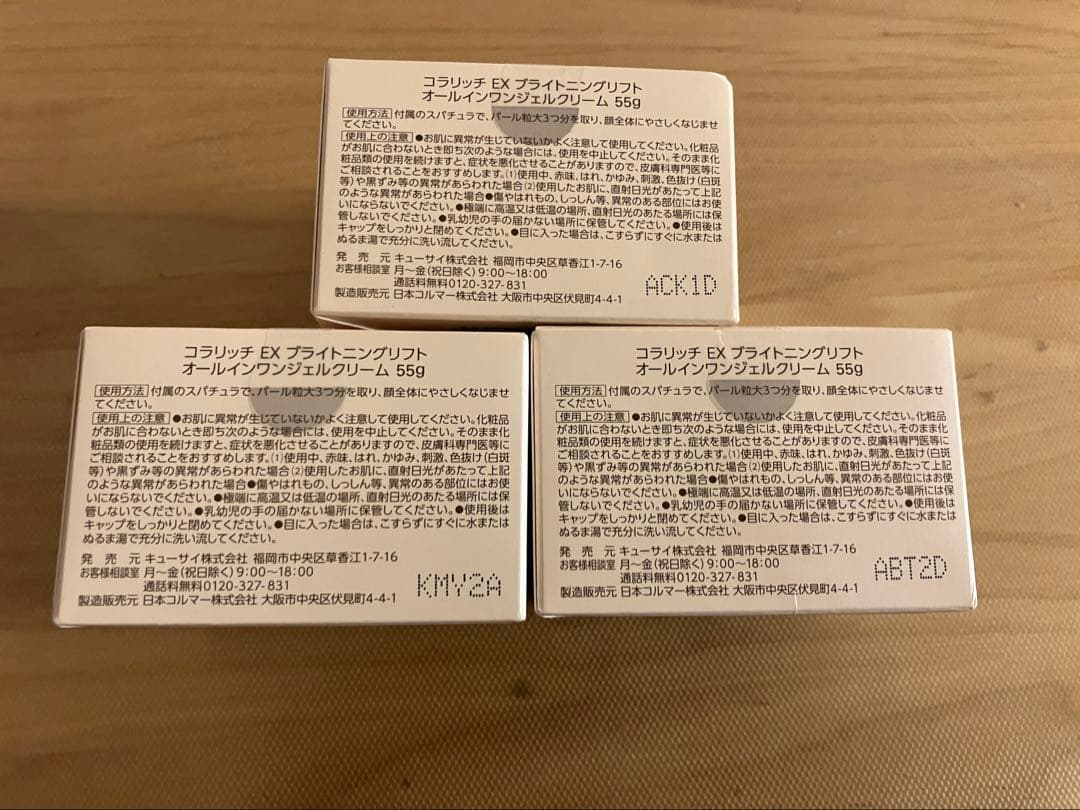 コラリッチ EX ブライトニングリフト
オールインワンジェルクリーム 55g
使用方法 付属のスパチュラで、パール粒大3つ分を取り、顔全体にやさしくなじませ
てください。
使用上の注意 ●お肌に異常が生じていないかよく注意して使用してください。化粧品
がお肌に合わないとき即ち次のような場合には、使用を中止してください。そのまま化
粧品類の使用を続けますと、症状を悪化させることがありますので、皮膚科専門医等に
ご相談されることをおすすめします。(1)使用中、赤味、はれ、かゆみ、刺激、色抜け(白斑
等)や黒ずみ等の異常があらわれた場合(2)使用したお肌に、直射日光があたって上記
のような異常があらわれた場合●傷やはれもの、しっしん等、異常のある部位にはお使
いにならないでください。●極端に高温又は低温の場所、直射日光のあたる場所には保
管しないでください。●乳幼児の手の届かない場所に保管してください。●使用後は
キャップをしっかりと閉めてください。●目に入った場合は、こすらずにすぐに水または
ぬるま湯で充分に洗い流してください。
発売元 キューサイ株式会社 福岡市中央区草香江1-7-16
お客様相談室 月～金(祝日除く) 9:00～18:00
通話料無料0120-327-831
製造販売元 日本コルマー株式会社 大阪市中央区伏見町4-4-1
ACK1D
コラリッチ EX ブライトニングリフト
オールインワンジェルクリーム 55g
使用方法 付属のスパチュラで、パール粒大3つ分を取り、顔全体にやさしくなじませ
てください。
使用上の注意 ●お肌に異常が生じていないかよく注意して使用してください。化粧品
がお肌に合わないとき即ち次のような場合には、使用を中止してください。そのまま化
粧品類の使用を続けますと、症状を悪化させることがありますので、皮膚科専門医等に
ご相談されることをおすすめします。(1)使用中、赤味、はれ、かゆみ、刺激、色抜け(白斑
等)や黒ずみ等の異常があらわれた場合(2)使用したお肌に、直射日光があたって上記
のような異常があらわれた場合●傷やはれもの、しっしん等、異常のある部位にはお使
いにならないでください。●極端に高温又は低温の場所、直射日光のあたる場所には保
管しないでください。●乳幼児の手の届かない場所に保管してください。●使用後は
キャップをしっかりと閉めてください。●目に入った場合は、こすらずにすぐに水または
ぬるま湯で充分に洗い流してください。
発売元 キューサイ株式会社 福岡市中央区草香江1-7-16
お客様相談室 月～金(祝日除く) 9:00～18:00
通話料無料0120-327-831
製造販売元 日本コルマー株式会社 大阪市中央区伏見町4-4-1
KMY2A
コラリッチ EX ブライトニングリフト
オールインワンジェルクリーム 55g
使用方法 付属のスパチュラで、パール粒大3つ分を取り、顔全体にやさしくなじませ
てください。
使用上の注意 ●お肌に異常が生じていないかよく注意して使用してください。化粧品
がお肌に合わないとき即ち次のような場合には、使用を中止してください。そのまま化
粧品類の使用を続けますと、症状を悪化させることがありますので、皮膚科専門医等に
ご相談されることをおすすめします。(1)使用中、赤味、はれ、かゆみ、刺激、色抜け(白斑
等)や黒ずみ等の異常があらわれた場合(2)使用したお肌に、直射日光があたって上記
のような異常があらわれた場合●傷やはれもの、しっしん等、異常のある部位にはお使
いにならないでください。●極端に高温又は低温の場所、直射日光のあたる場所には保
管しないでください。●乳幼児の手の届かない場所に保管してください。●使用後は
キャップをしっかりと閉めてください。●目に入った場合は、こすらずにすぐに水または
ぬるま湯で充分に洗い流してください。
発売元 キューサイ株式会社 福岡市中央区草香江1-7-16
お客様相談室 月～金(祝日除く) 9:00～18:00
通話料無料0120-327-831
製造販売元 日本コルマー株式会社 大阪市中央区伏見町4-4-1
ABT2D